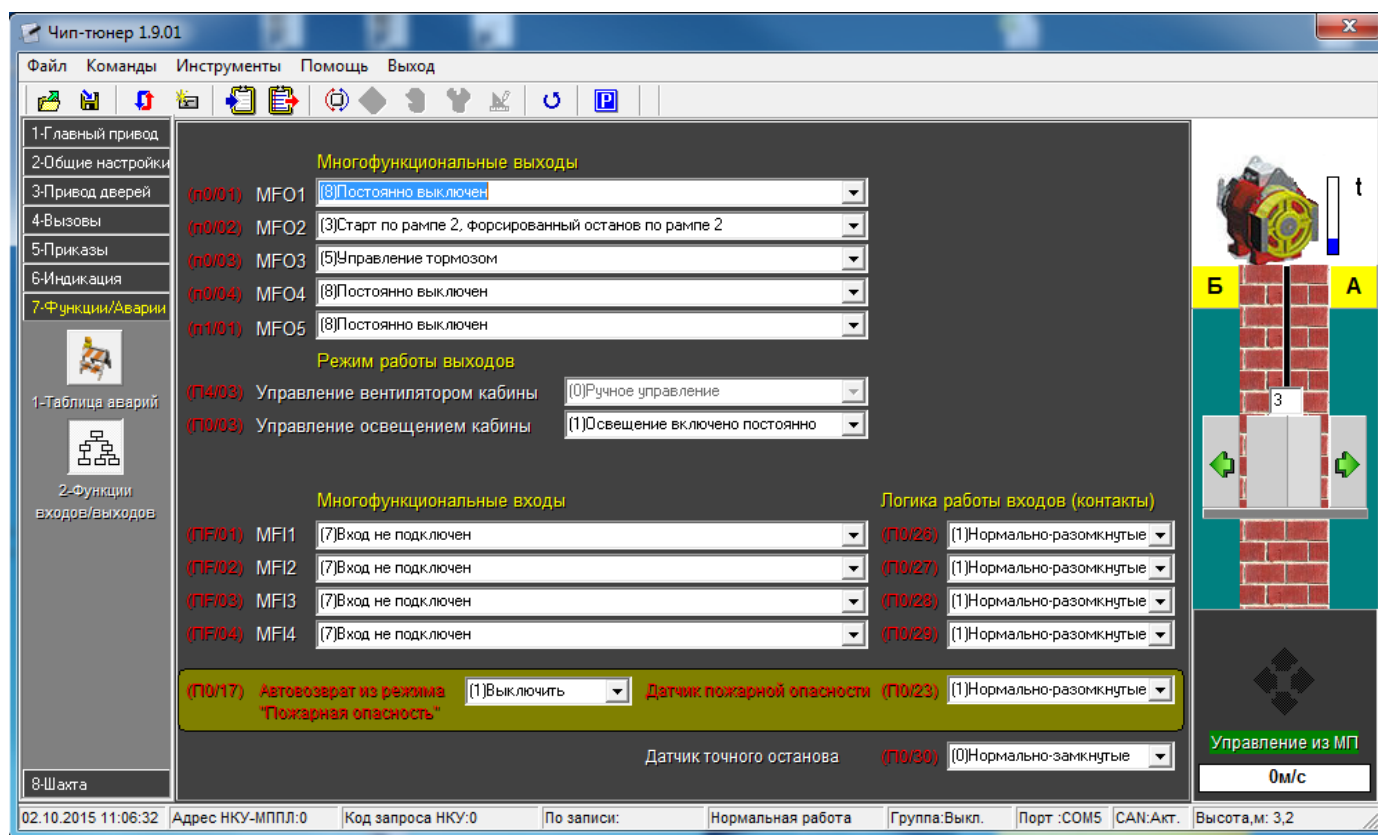 Чип-тюнер 1.9.01
Файл Команды Инструменты Помощь Выход
1-Главный привод
2-Общие настройки
3-Привод дверей
4-Вызовы
5-Приказы
6-Индикация
7-Функции/Аварии
1-Таблица аварий
2-Функции
входов/выходов
8-Шахта
Многофункциональные выходы
(п0/01) MFO1 (8)Постоянно выключен
(п0/02) MFO2 (3)Старт по рампе 2, форсированный останов по рампе 2
(п0/03) MFO3 (5)Управление тормозом
(п0/04) MFO4 (8)Постоянно выключен
(п1/01) MFO5 (8)Постоянно выключен
Режим работы выходов
(П4/03) Управление вентилятором кабины (0)Ручное управление
(П0/03) Управление освещением кабины (1)Освещение включено постоянно
Многофункциональные входы Логика работы входов (контакты)
(ПF/01) MFI1 (7)Вход не подключен (П0/26) (1)Нормально-разомкнутые
(ПF/02) MFI2 (7)Вход не подключен (П0/27) (1)Нормально-разомкнутые
(ПF/03) MFI3 (7)Вход не подключен (П0/28) (1)Нормально-разомкнутые
(ПF/04) MFI4 (7)Вход не подключен (П0/29) (1)Нормально-разомкнутые
(П0/17) Автовозврат из режима (1)Выключить Датчик пожарной опасности (П0/23) (1)Нормально-разомкнутые
"Пожарная опасность"
Датчик точного останова (П0/30) (0)Нормально-замкнутые
t
Б А
3
Управление из МП
0м/с
02.10.2015 11:06:32 Адрес НКУ-МППЛ:0 Код запроса НКУ:0 По записи: Нормальная работа Группа:Выкл. Порт :COM5 CAN:Акт. Высота,м: 3,2